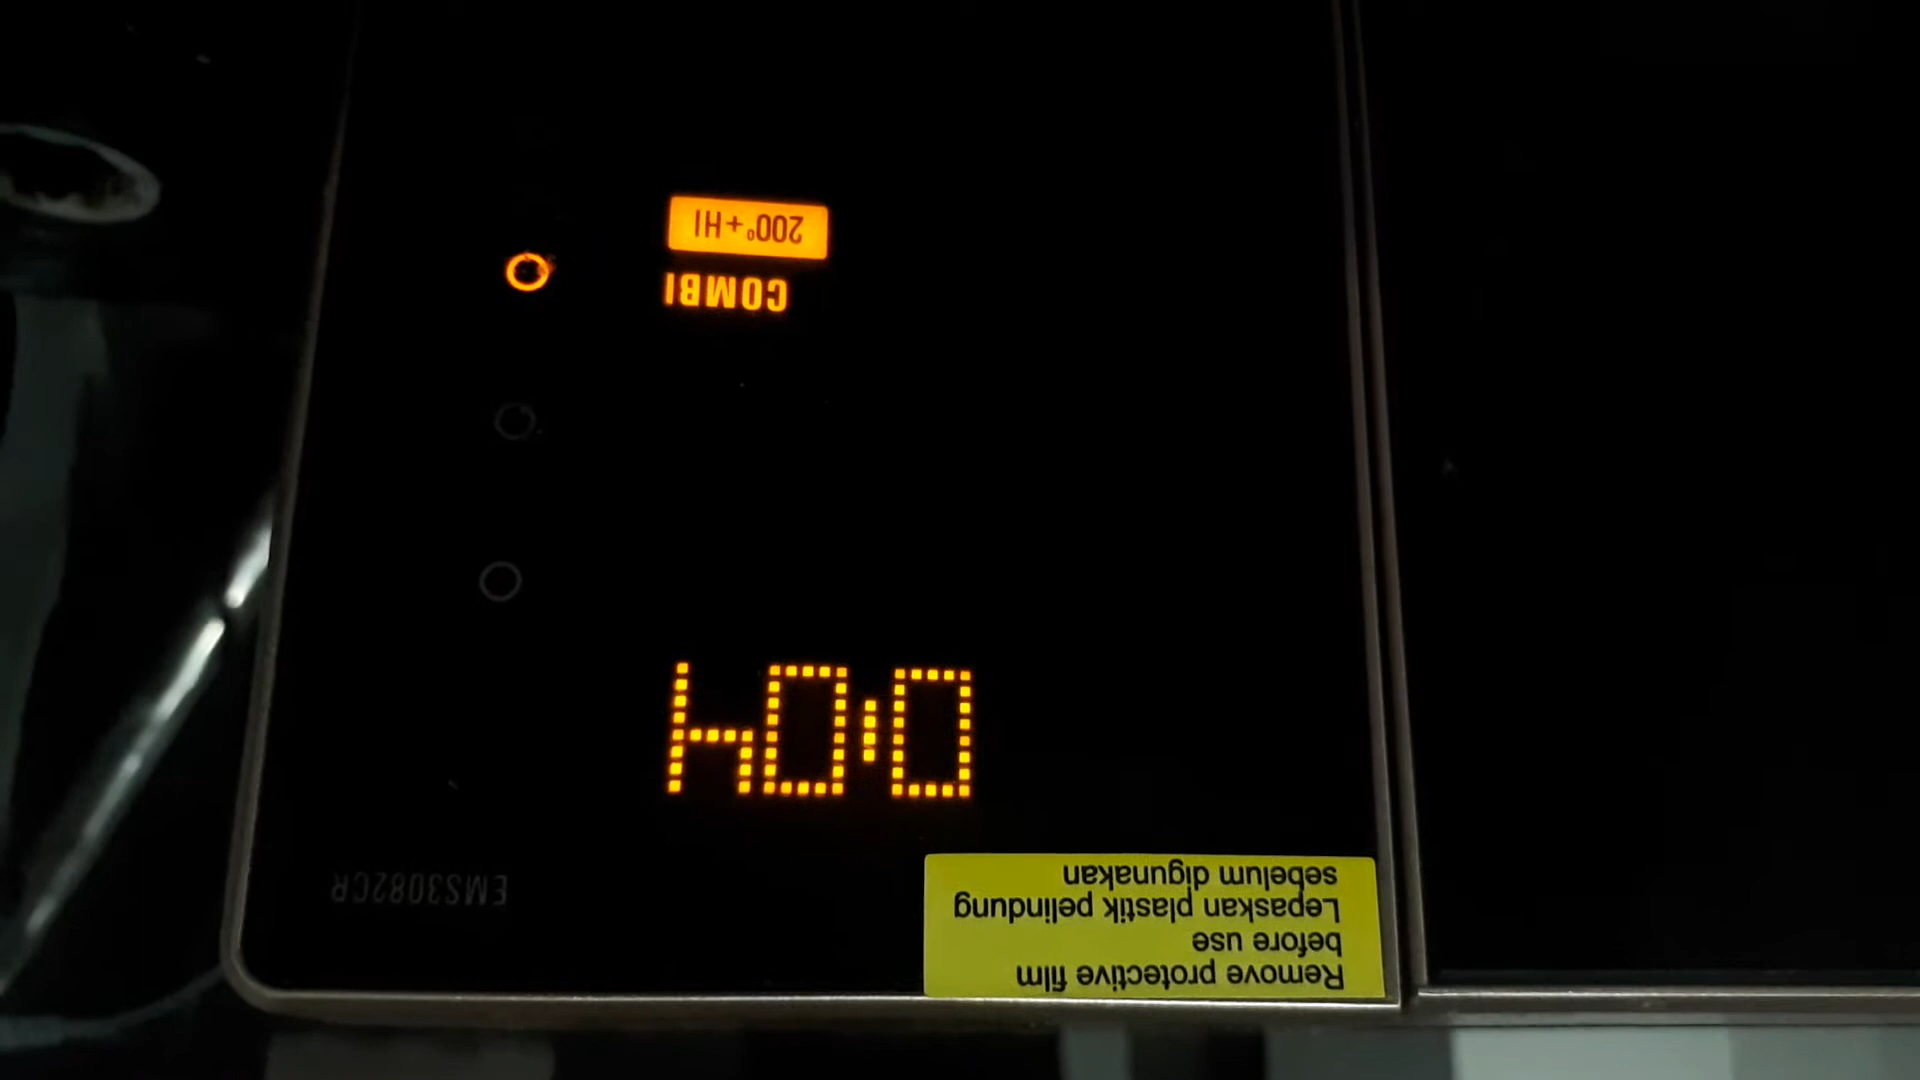 Remove protective film
before use
Lepaskan plastik pelindung
sebelum digunakan
EMS3082CR
0:04
COMBI
200°+HI